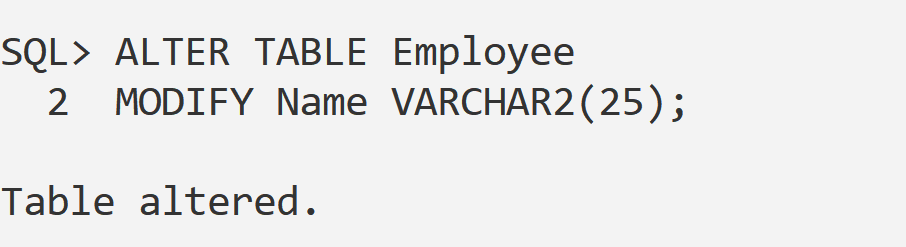 SQL> ALTER TABLE Employee
  2  MODIFY Name VARCHAR2(25);

Table altered.